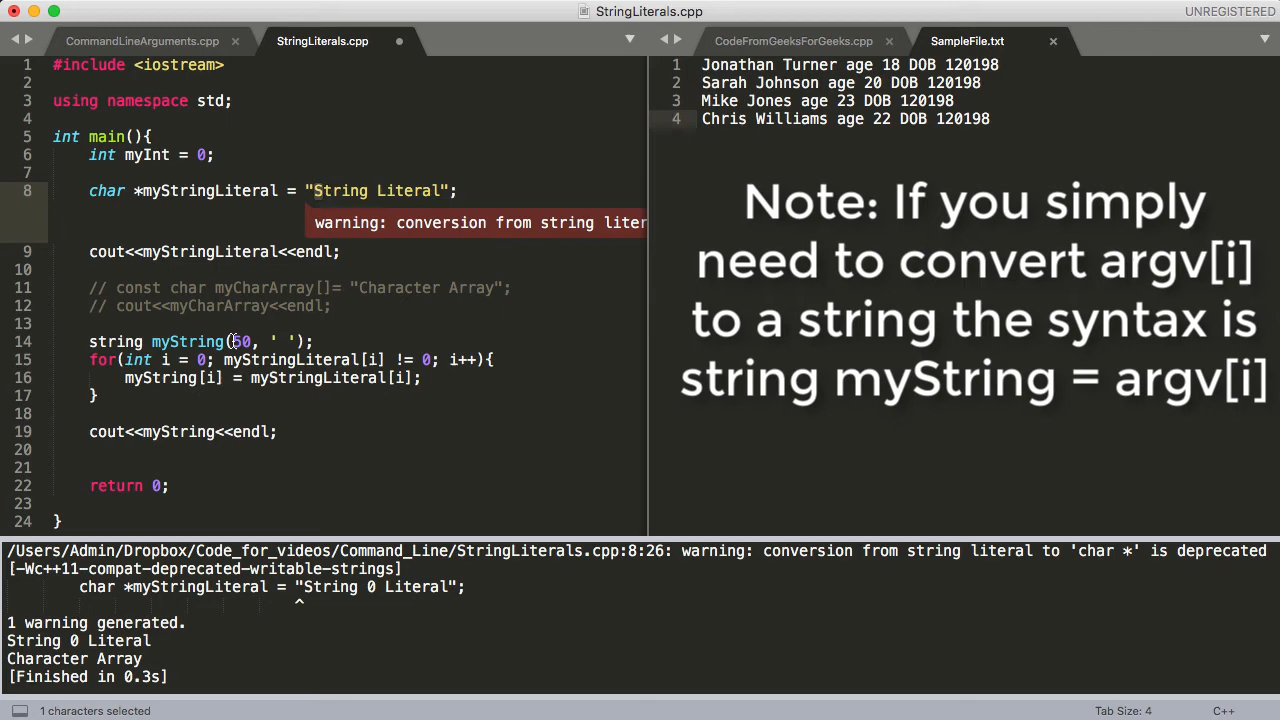 StringLiterals.cpp
UNREGISTERED
CommandLineArguments.cpp ×
StringLiterals.cpp
CodeFromGeeksForGeeks.cpp ×
SampleFile.txt ×
1 #include <iostream>
2
3 using namespace std;
4
5 int main(){
6 int myInt = 0;
7
8 char *myStringLiteral = "String Literal";
warning: conversion from string liter
9 cout<<myStringLiteral<<endl;
10
11 // const char myCharArray[]= "Character Array";
12 // cout<<myCharArray<<endl;
13
14 string myString(50, ' ');
15 for(int i = 0; myStringLiteral[i] != 0; i++){
16 myString[i] = myStringLiteral[i];
17 }
18
19 cout<<myString<<endl;
20
21
22 return 0;
23
24 }
1 Jonathan Turner age 18 DOB 120198
2 Sarah Johnson age 20 DOB 120198
3 Mike Jones age 23 DOB 120198
4 Chris Williams age 22 DOB 120198
Note: If you simply
need to convert argv[i]
to a string the syntax is
string myString = argv[i]
/Users/Admin/Dropbox/Code_for_videos/Command_Line/StringLiterals.cpp:8:26: warning: conversion from string literal to 'char *' is deprecated
[-Wc++11-compat-deprecated-writable-strings]
char *myStringLiteral = "String 0 Literal";
^
1 warning generated.
String 0 Literal
Character Array
[Finished in 0.3s]
1 characters selected
Tab Size: 4
C++